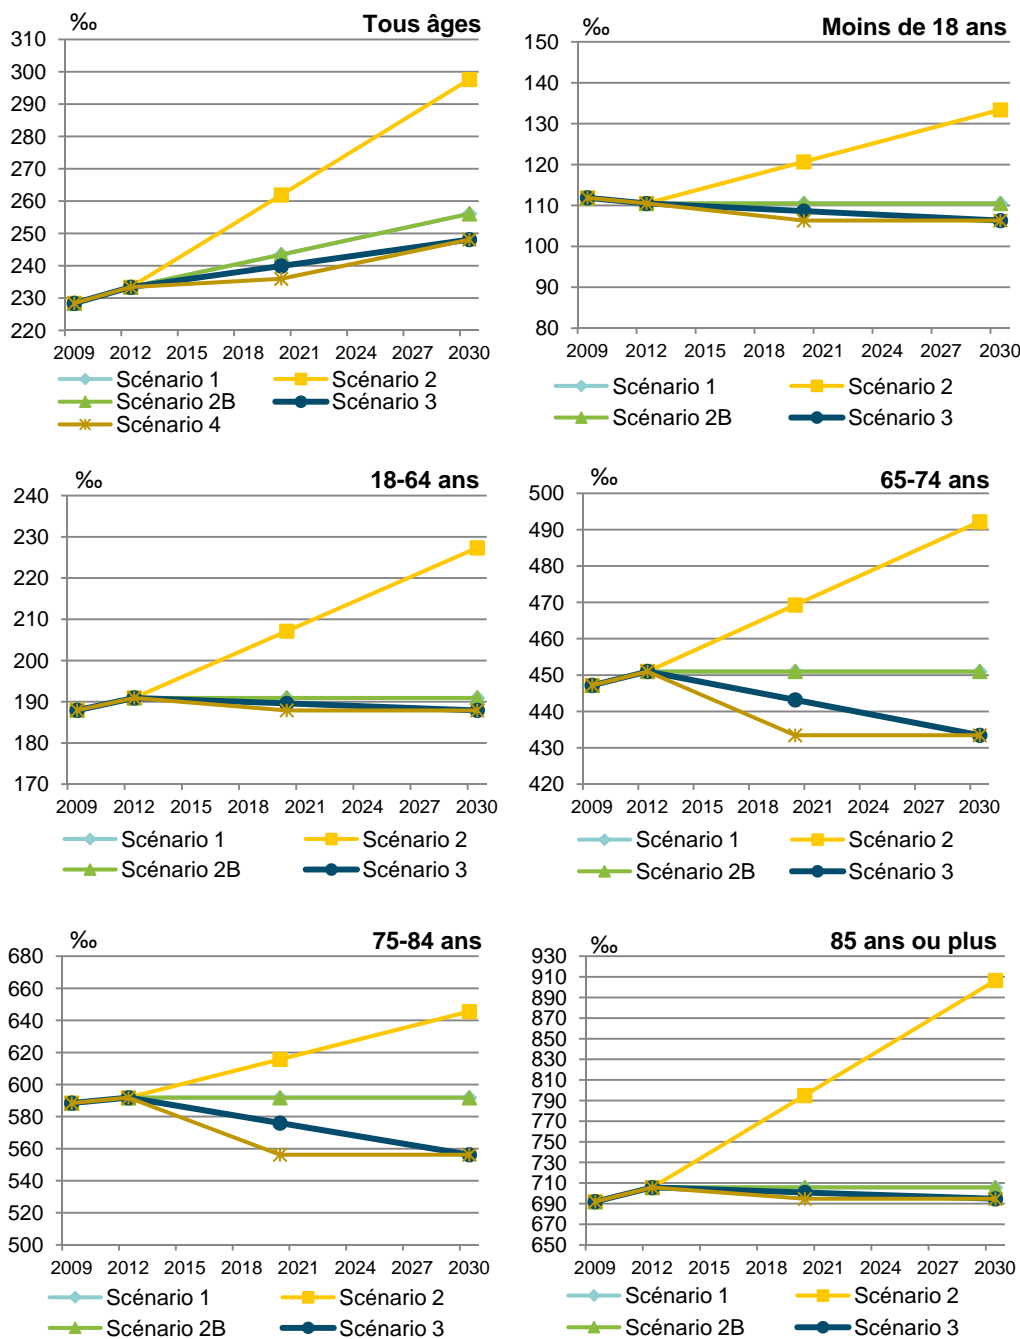 ‰ Tous âges
310
300
290
280
270
260
250
240
230
220
2009 2012 2015 2018 2021 2024 2027 2030
Scénario 1 Scénario 2
Scénario 2B Scénario 3
Scénario 4
‰ Moins de 18 ans
150
140
130
120
110
100
90
80
2009 2012 2015 2018 2021 2024 2027 2030
Scénario 1 Scénario 2
Scénario 2B Scénario 3
‰ 18-64 ans
240
230
220
210
200
190
180
170
2009 2012 2015 2018 2021 2024 2027 2030
Scénario 1 Scénario 2
Scénario 2B Scénario 3
‰ 65-74 ans
500
490
480
470
460
450
440
430
420
2009 2012 2015 2018 2021 2024 2027 2030
Scénario 1 Scénario 2
Scénario 2B Scénario 3
‰ 75-84 ans
680
660
640
620
600
580
560
540
520
500
2009 2012 2015 2018 2021 2024 2027 2030
Scénario 1 Scénario 2
Scénario 2B Scénario 3
‰ 85 ans ou plus
930
910
890
870
850
830
810
790
770
750
730
710
690
670
650
2009 2012 2015 2018 2021 2024 2027 2030
Scénario 1 Scénario 2
Scénario 2B Scénario 3